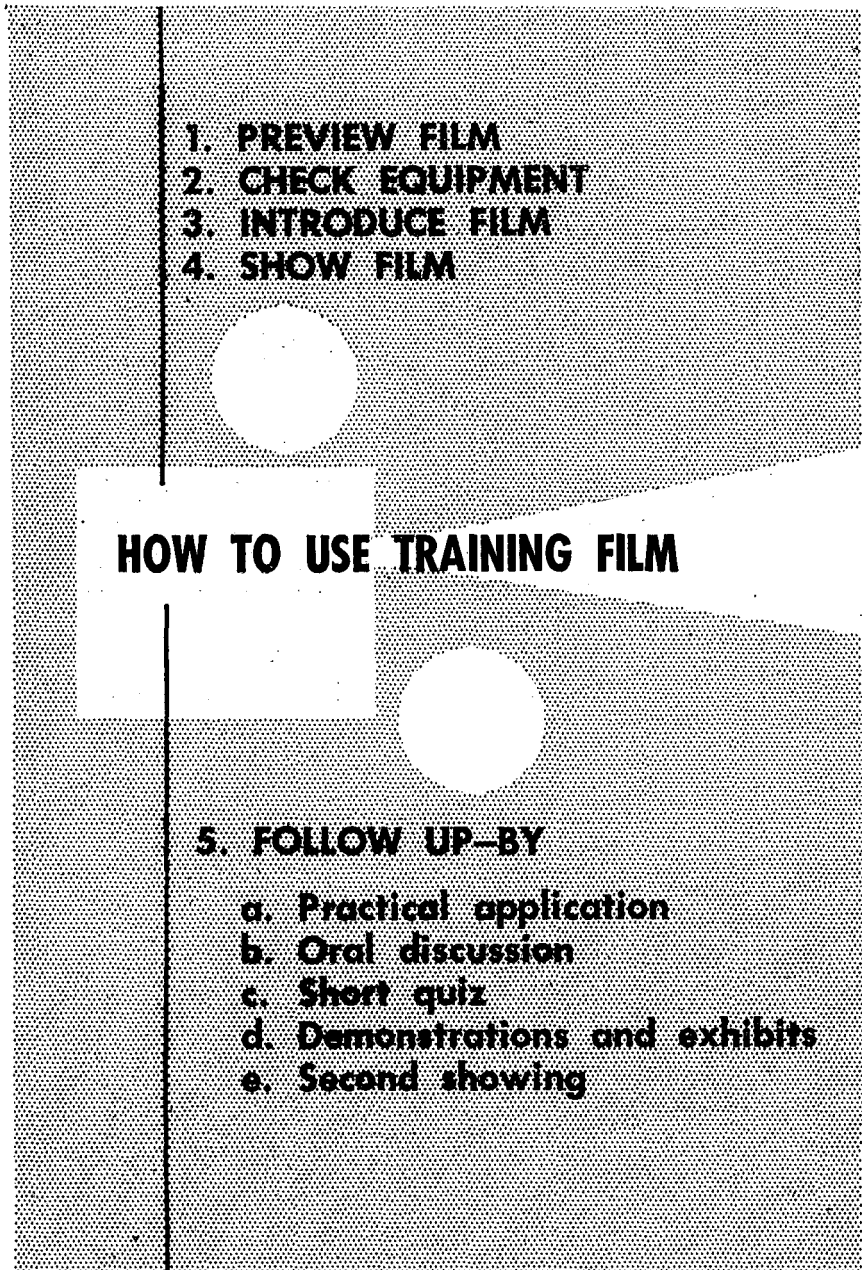 1. PREVIEW FILM
2. CHECK EQUIPMENT
3. INTRODUCE FILM
4. SHOW FILM
HOW TO USE TRAINING FILM
5. FOLLOW UP–BY
a. Practical application
b. Oral discussion
c. Short quiz
d. Demonstrations and exhibits
e. Second showing